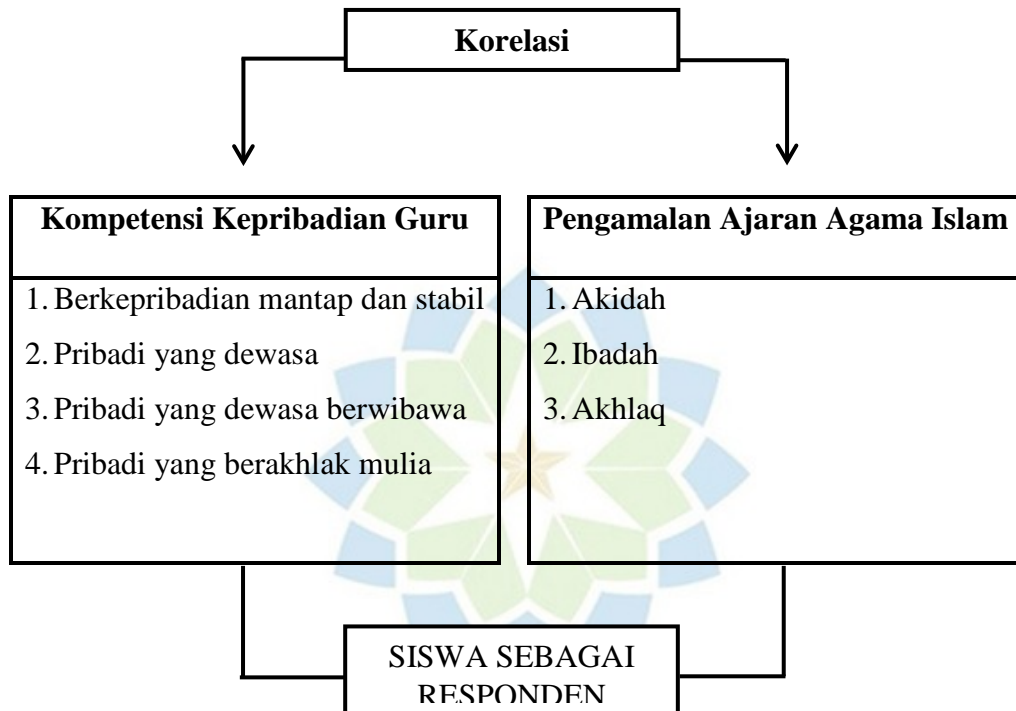 Korelasi
Kompetensi Kepribadian Guru
1. Berkepribadian mantap dan stabil
2. Pribadi yang dewasa
3. Pribadi yang dewasa berwibawa
4. Pribadi yang berakhlak mulia
Pengamalan Ajaran Agama Islam
1. Akidah
2. Ibadah
3. Akhlaq
SISWA SEBAGAI
RESPONDEN